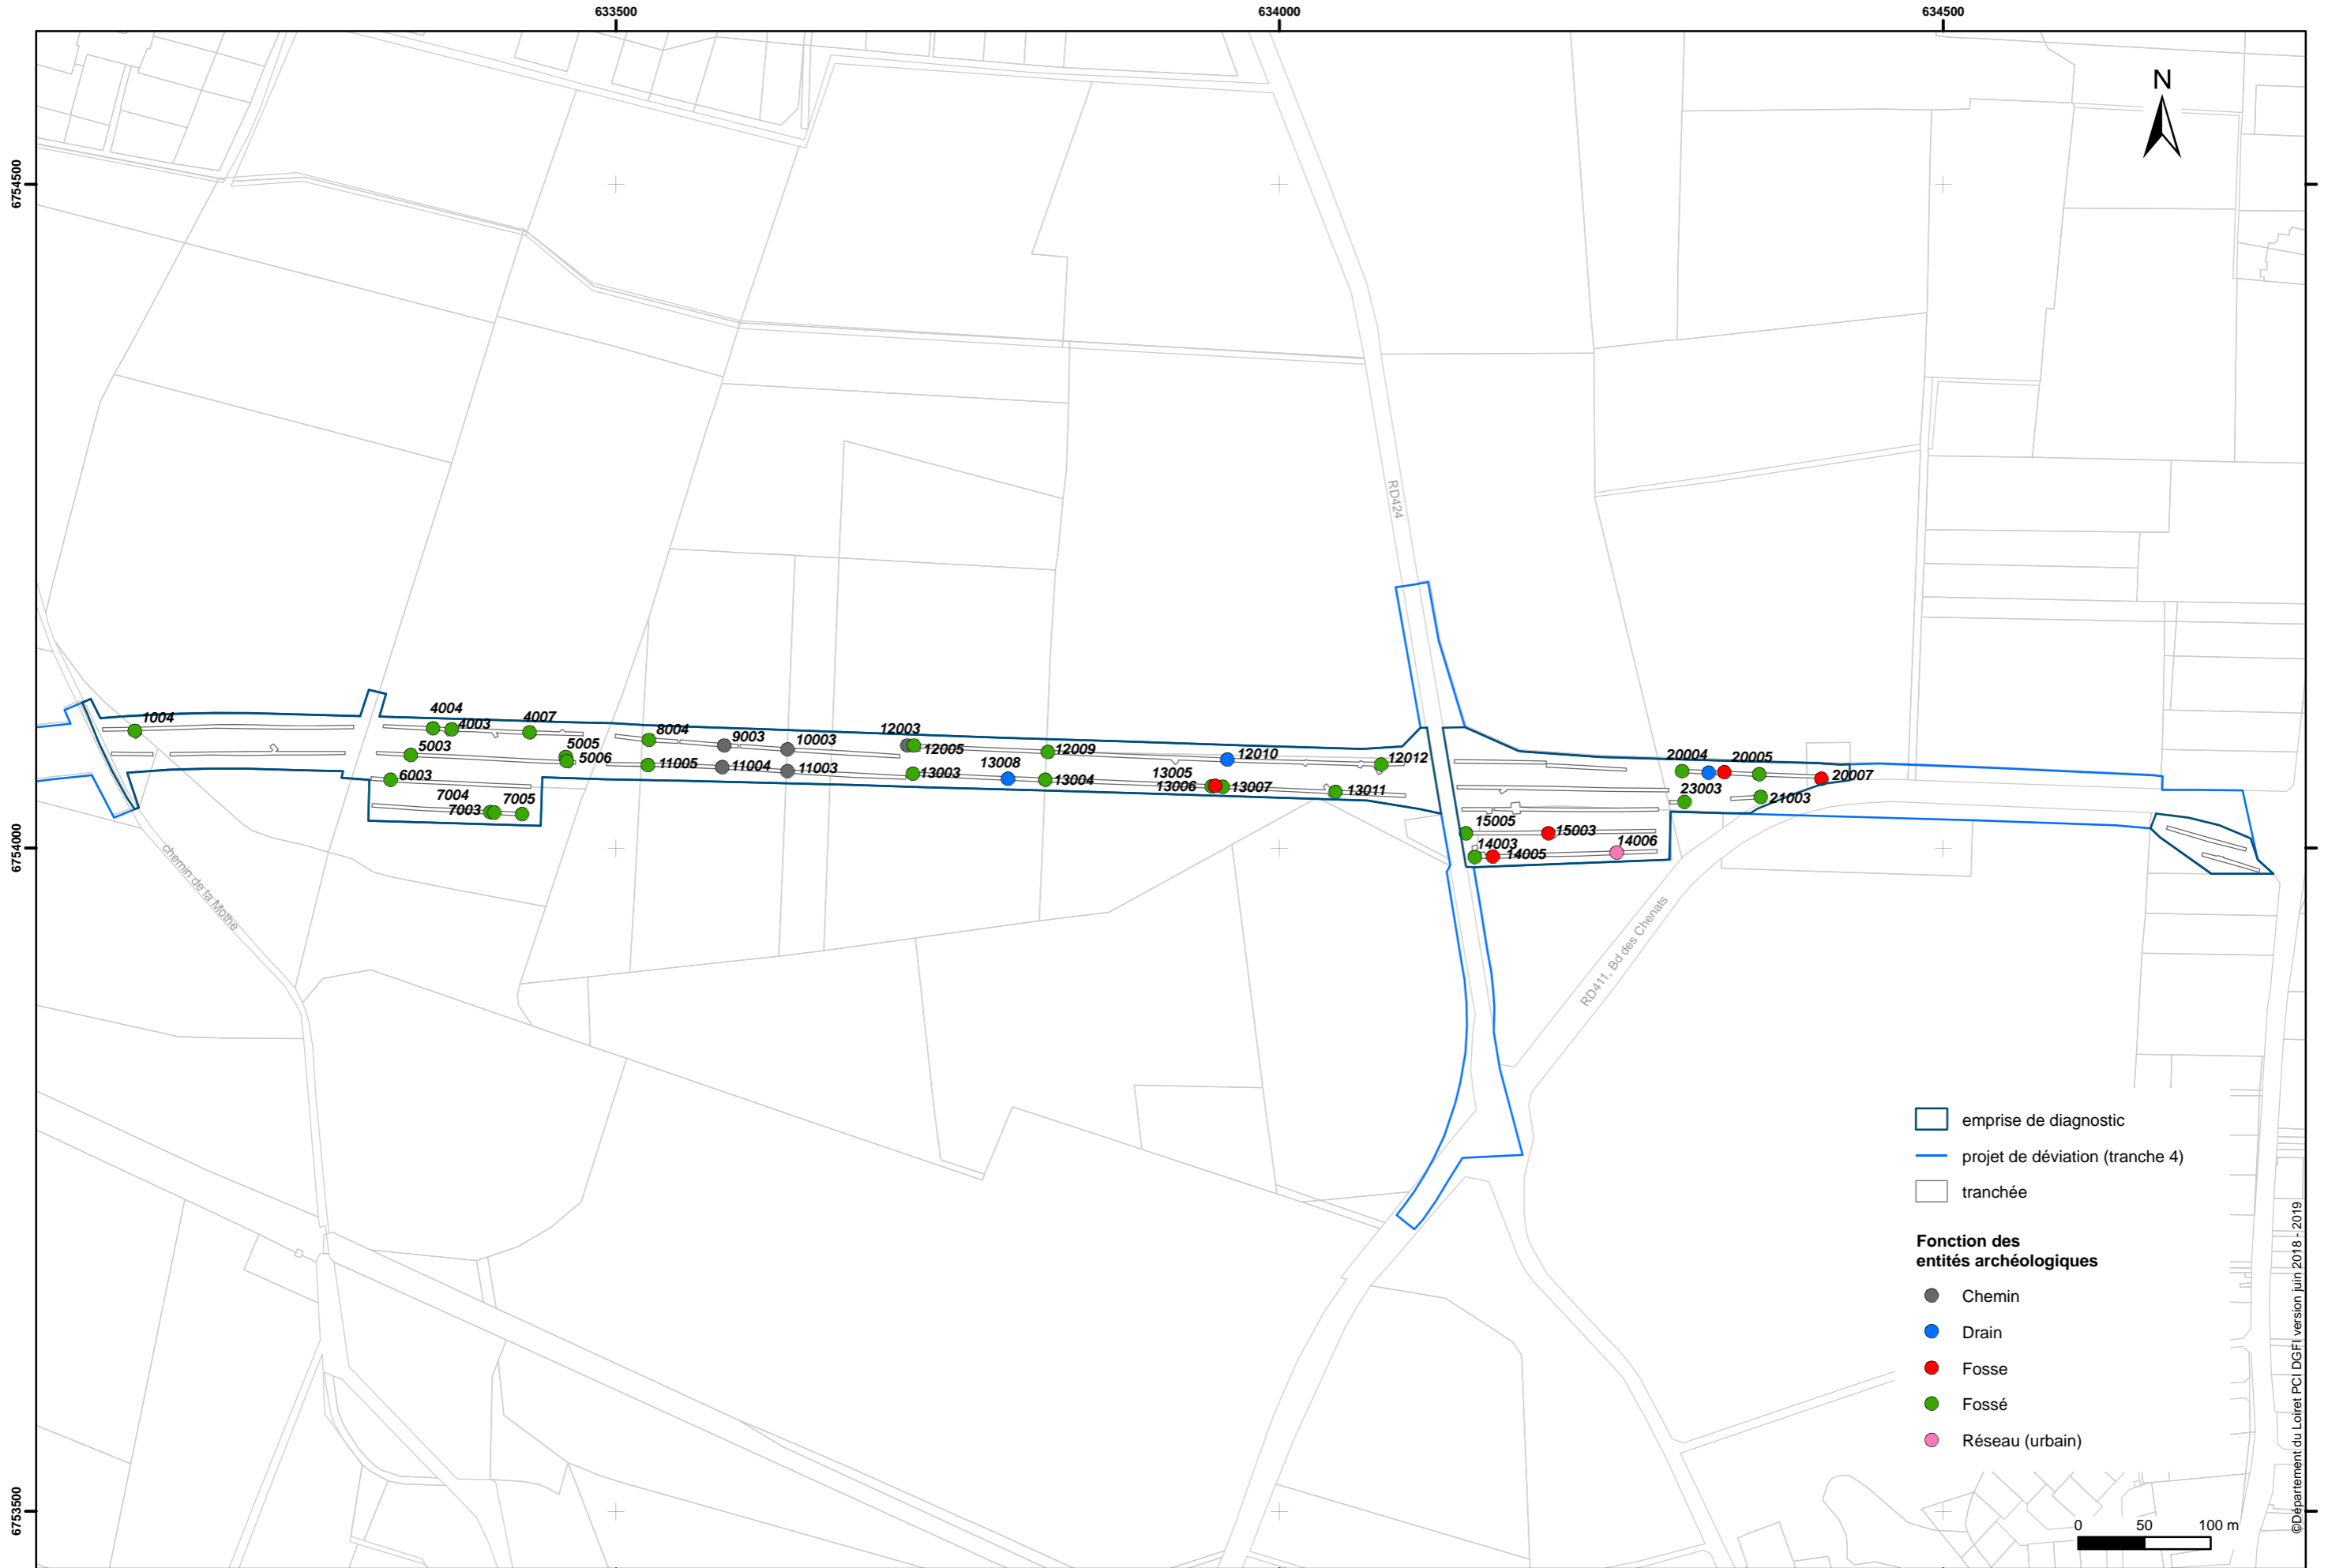 633500
634000
634500
6754500
N
RD424
1004
4004
4003
4007
5003
5005
5006
6003
7004
7003
7005
8004
9003
10003
11005
11004
11003
12003
12005
12009
12010
12012
13003
13008
13004
13005
13006
13007
13011
20004
20005
20007
23003
21003
15005
15003
14003
14005
14006
6754000
chemin de la Mothe
RD411, Bd des Chenats
emprise de diagnostic
projet de déviation (tranche 4)
tranchée
Fonction des
entités archéologiques
Chemin
Drain
Fosse
Fossé
Réseau (urbain)
6753500
0 50 100 m
©Département du Loiret PCI DGFI version juin 2018 - 2019